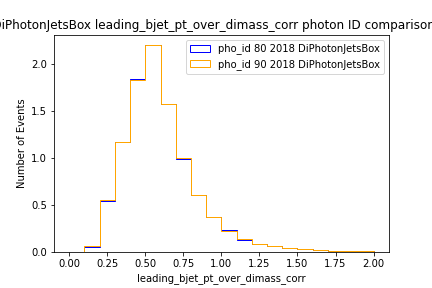 DiPhotonJetsBox leading_bjet_pt_over_dimass_corr photon ID comparison
pho_id 80 2018 DiPhotonJetsBox
pho_id 90 2018 DiPhotonJetsBox
Number of Events
2.0
1.5
1.0
0.5
0.0
0.00 0.25 0.50 0.75 1.00 1.25 1.50 1.75 2.00
leading_bjet_pt_over_dimass_corr